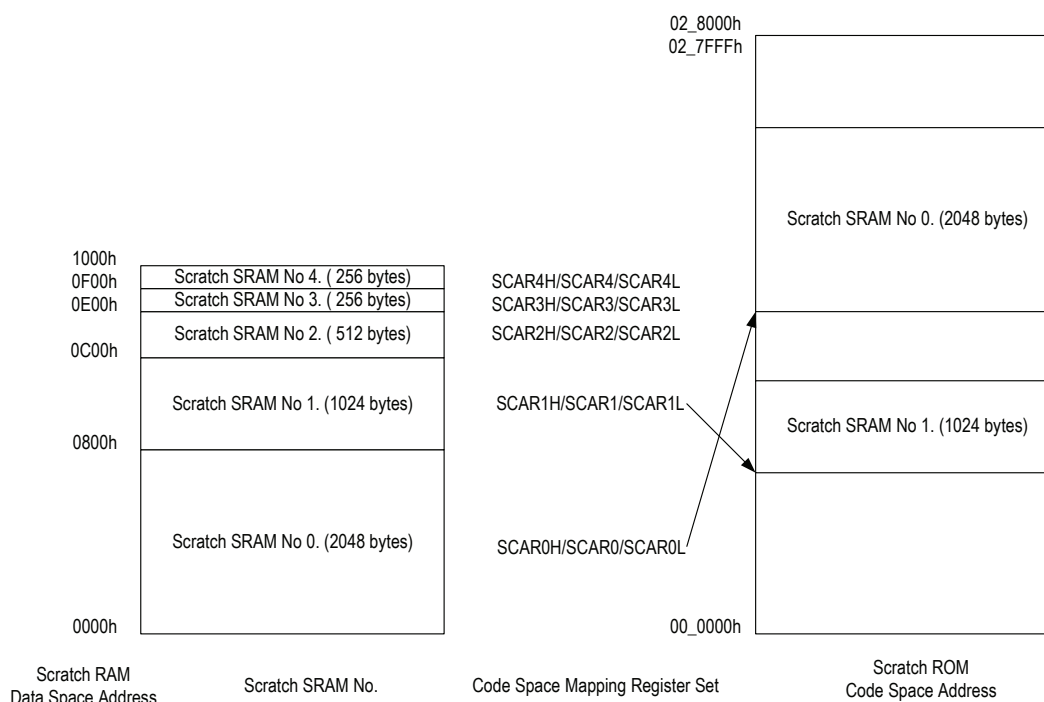 02_8000h
02_7FFFh
Scratch SRAM No 0. (2048 bytes)
1000h
0F00h
0E00h
0C00h
0800h
0000h
Scratch SRAM No 4. ( 256 bytes)
Scratch SRAM No 3. ( 256 bytes)
Scratch SRAM No 2. ( 512 bytes)
Scratch SRAM No 1. (1024 bytes)
Scratch SRAM No 0. (2048 bytes)
SCAR4H/SCAR4/SCAR4L
SCAR3H/SCAR3/SCAR3L
SCAR2H/SCAR2/SCAR2L
SCAR1H/SCAR1/SCAR1L
SCAR0H/SCAR0/SCAR0L
Scratch SRAM No 1. (1024 bytes)
00_0000h
Scratch RAM
Data Space Address
Scratch SRAM No.
Code Space Mapping Register Set
Scratch ROM
Code Space Address